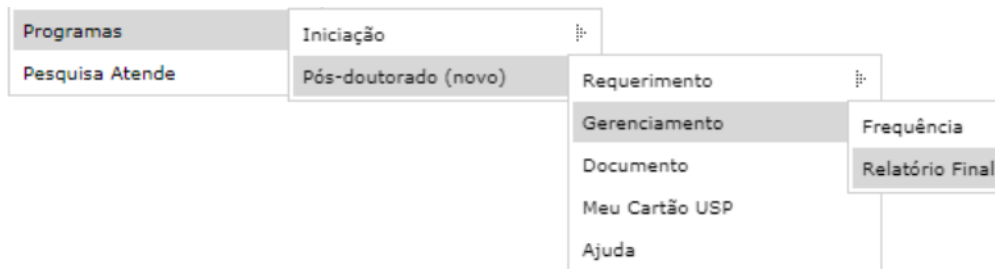 Programas
Pesquisa Atende
Iniciação
Pós-doutorado (novo)
Requerimento
Gerenciamento
Documento
Meu Cartão USP
Ajuda
Frequência
Relatório Final